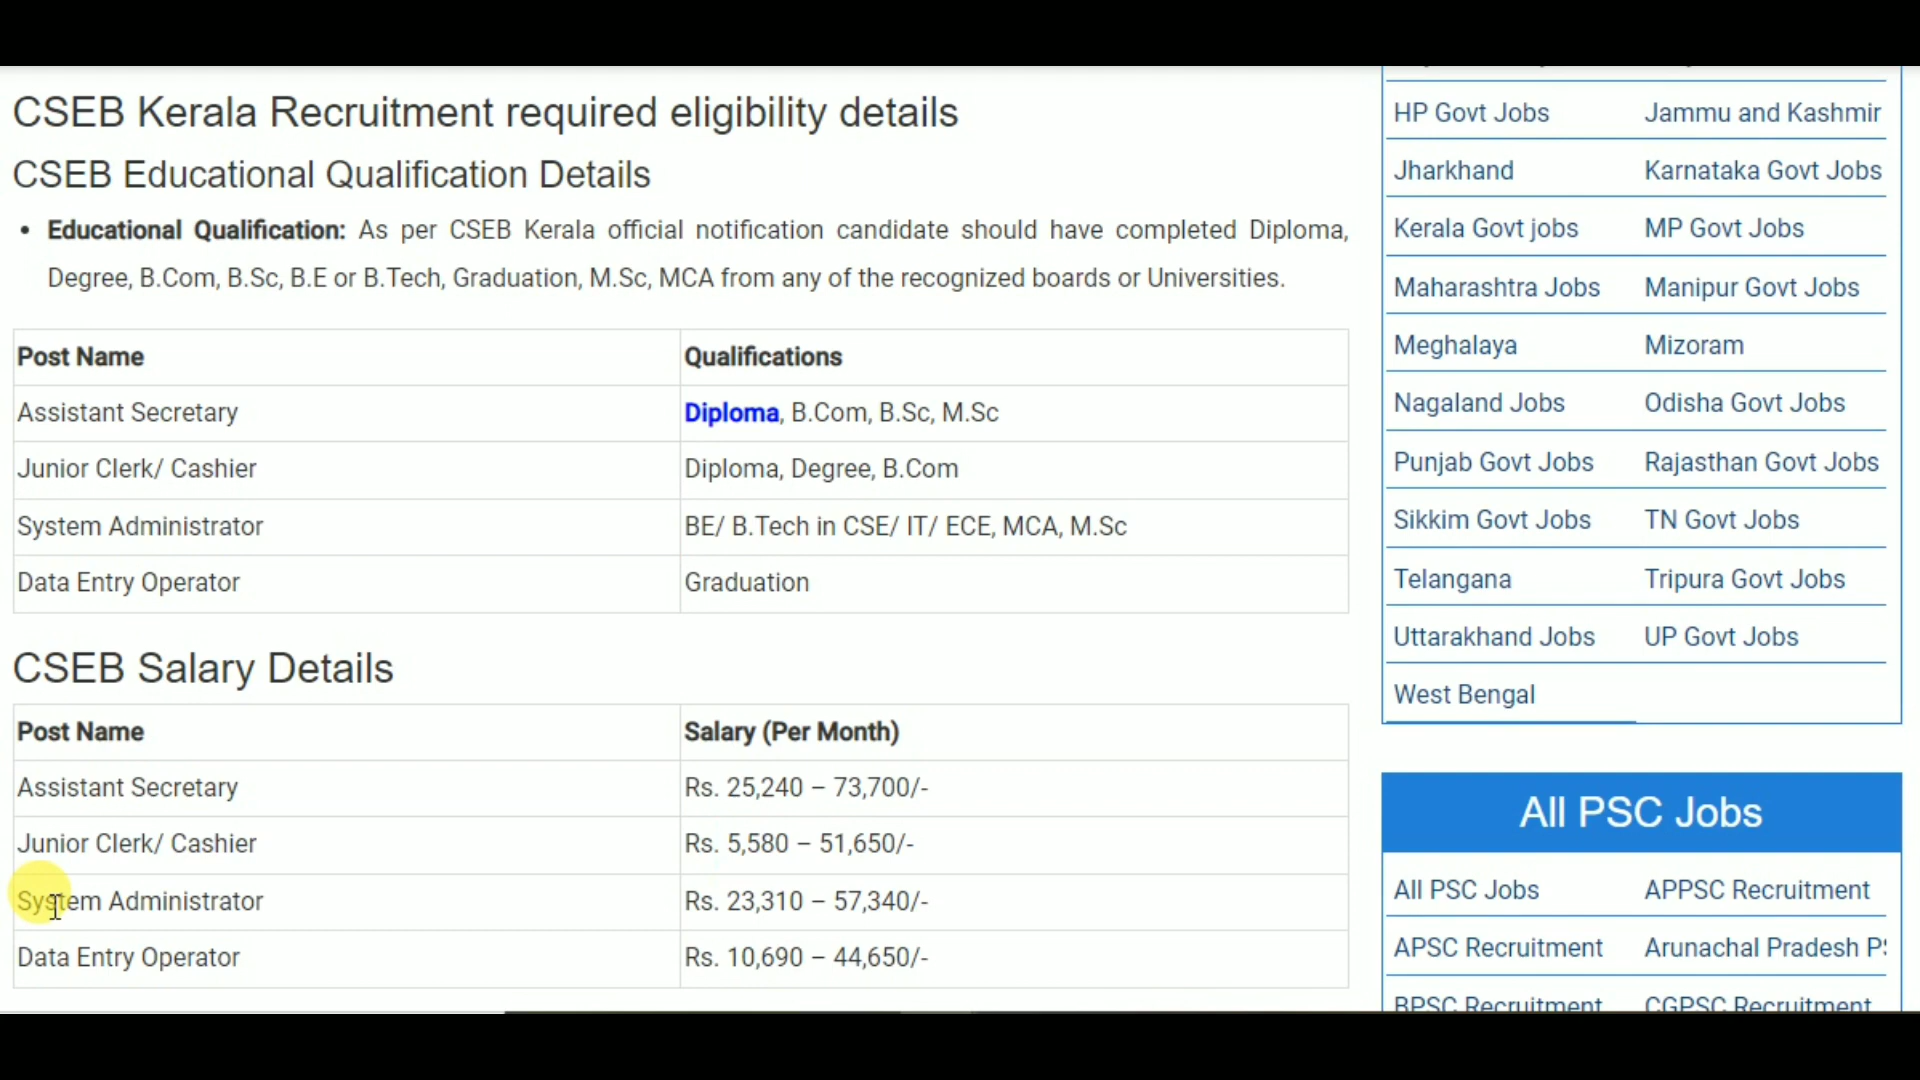 CSEB Kerala Recruitment required eligibility details
CSEB Educational Qualification Details
• Educational Qualification: As per CSEB Kerala official notification candidate should have completed Diploma,
Degree, B.Com, B.Sc, B.E or B.Tech, Graduation, M.Sc, MCA from any of the recognized boards or Universities.
Post Name Qualifications
Assistant Secretary Diploma, B.Com, B.Sc, M.Sc
Junior Clerk/ Cashier Diploma, Degree, B.Com
System Administrator BE/ B.Tech in CSE/ IT/ ECE, MCA, M.Sc
Data Entry Operator Graduation
CSEB Salary Details
Post Name Salary (Per Month)
Assistant Secretary Rs. 25,240 – 73,700/-
Junior Clerk/ Cashier Rs. 5,580 – 51,650/-
System Administrator Rs. 23,310 – 57,340/-
Data Entry Operator Rs. 10,690 – 44,650/-
HP Govt Jobs Jammu and Kashmir
Jharkhand Karnataka Govt Jobs
Kerala Govt jobs MP Govt Jobs
Maharashtra Jobs Manipur Govt Jobs
Meghalaya Mizoram
Nagaland Jobs Odisha Govt Jobs
Punjab Govt Jobs Rajasthan Govt Jobs
Sikkim Govt Jobs TN Govt Jobs
Telangana Tripura Govt Jobs
Uttarakhand Jobs UP Govt Jobs
West Bengal
All PSC Jobs
All PSC Jobs APPSC Recruitment
APSC Recruitment Arunachal Pradesh
BPSC Recruitment CGPSC Recruitment